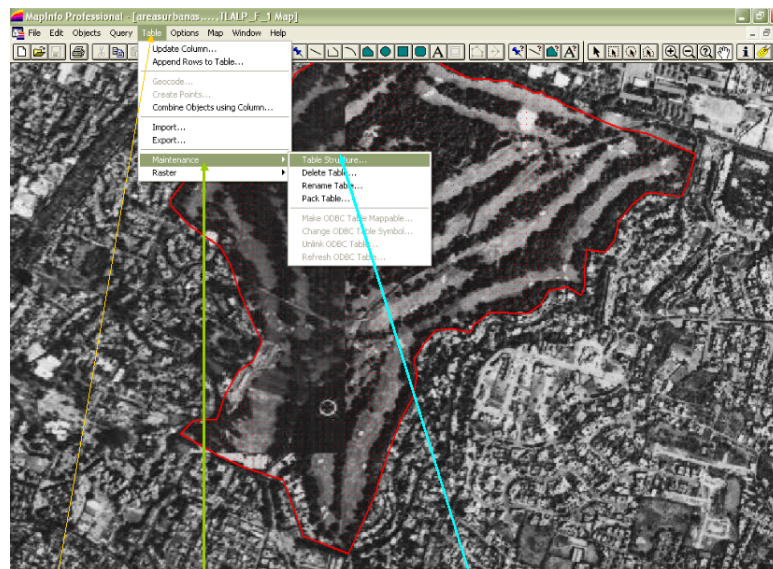 MapInfo Professional - [areasurbanas,...,TLALP_F_1 Map]
File Edit Objects Query Table Options Map Window Help
Update Column...
Append Rows to Table...
Geocode...
Create Points...
Combine Objects using Column...
Import...
Export...
Maintenance
Raster
Table Structure...
Delete Table...
Rename Table...
Pack Table...
Make ODBC Table Mappable...
Change ODBC Table Symbol...
Unlink ODBC Table...
Refresh ODBC Table...